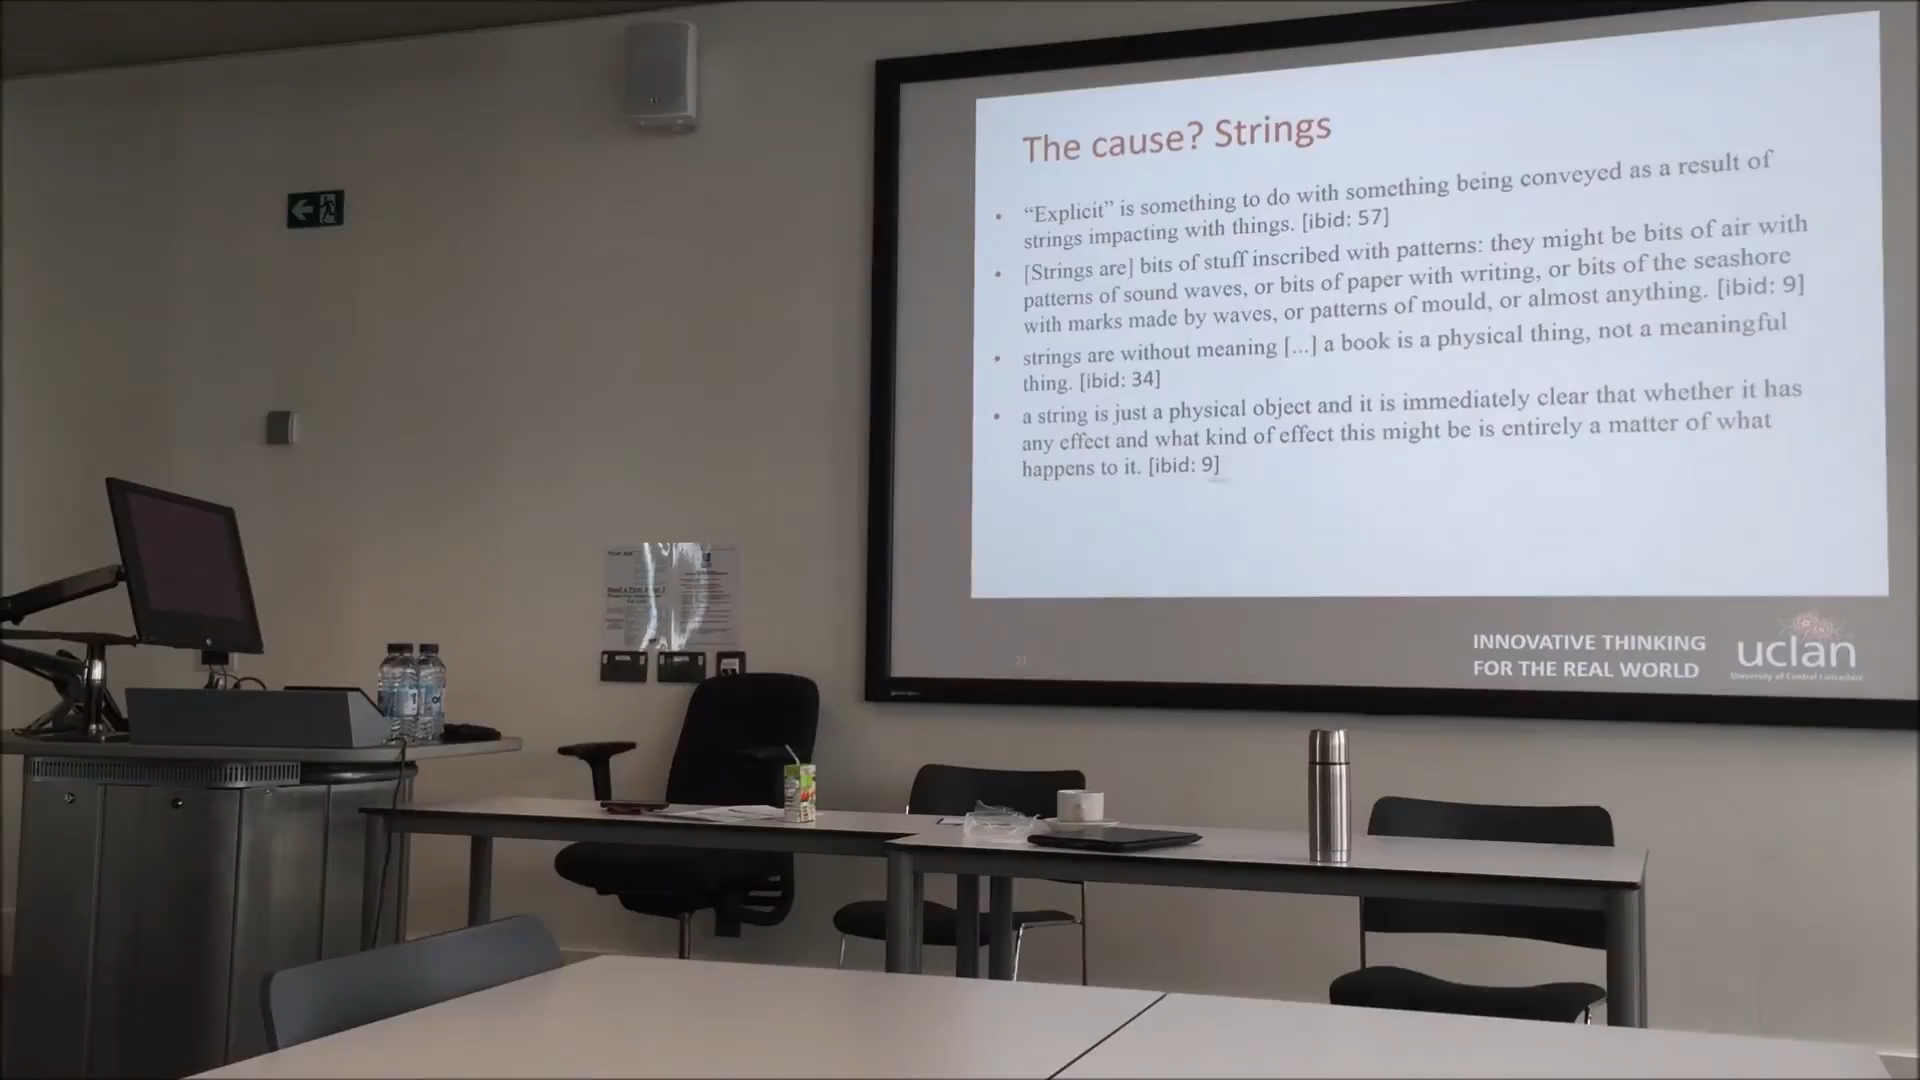 The cause? Strings
• “Explicit” is something to do with something being conveyed as a result of
strings impacting with things. [ibid: 57]
• [Strings are] bits of stuff inscribed with patterns: they might be bits of air with
patterns of sound waves, or bits of paper with writing, or bits of the seashore
with marks made by waves, or patterns of mould, or almost anything. [ibid: 9]
• strings are without meaning [...] a book is a physical thing, not a meaningful
thing. [ibid: 34]
• a string is just a physical object and it is immediately clear that whether it has
any effect and what kind of effect this might be is entirely a matter of what
happens to it. [ibid: 9]
INNOVATIVE THINKING
FOR THE REAL WORLD
uclan
University of Central Lancashire
First Aid